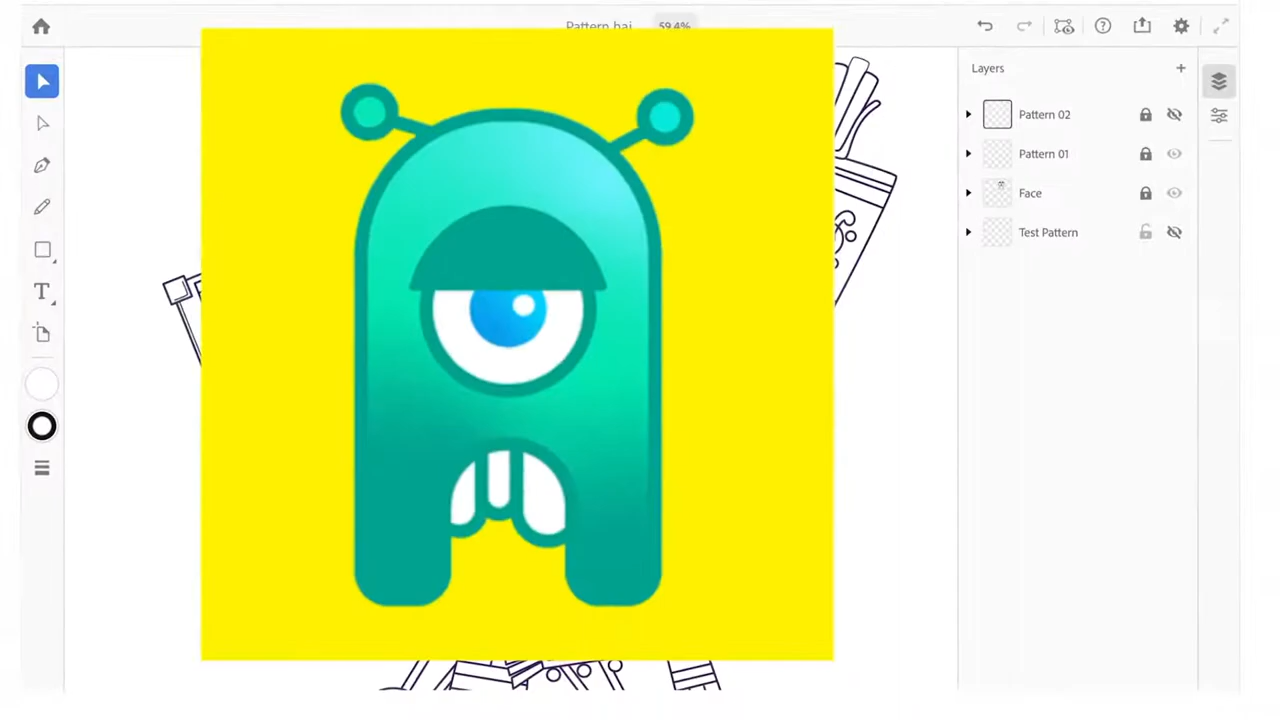 Pattern hai
59.4%
Layers
Pattern 02
Pattern 01
Face
Test Pattern
T